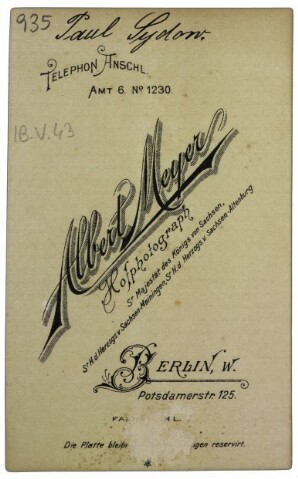 935
Paul Sydow.
TELEPHON ANSCHL.
AMT 6. No 1230.
18.V.43
Albert Meyer
Hofphotograph
Sr Majestät des Königs von Sachsen,
Sr H. d. Herzogs v. Sachsen-Meiningen, Sr H. d. Herzogs v. Sachsen-Altenburg
BERLIN, W.
Potsdamerstr. 125.
Die Platte bleibt
reservirt.